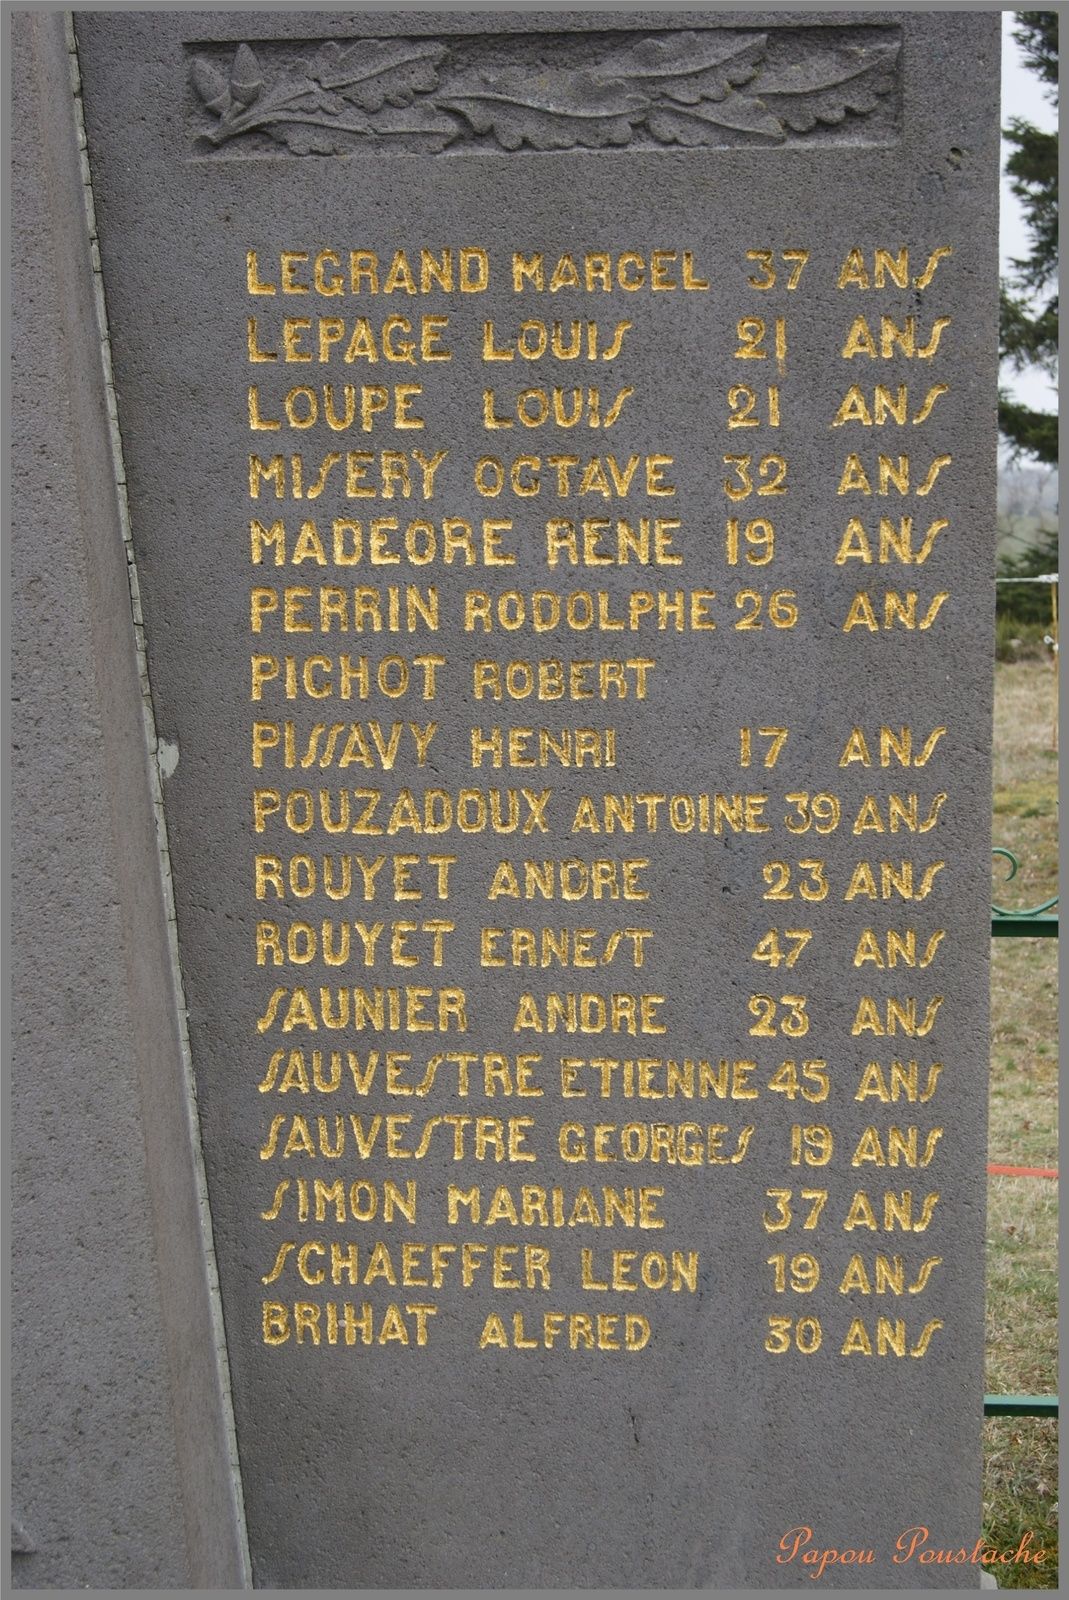 LEGRAND MARCEL 37 ANS
LEPAGE LOUIS 21 ANS
LOUPE LOUIS 21 ANS
MISERY OCTAVE 32 ANS
MADEORE RENE 19 ANS
PERRIN RODOLPHE 26 ANS
PICHOT ROBERT
PISSAVY HENRI 17 ANS
POUZADOUX ANTOINE 39 ANS
ROUYET ANDRE 23 ANS
ROUYET ERNEST 47 ANS
SAUNIER ANDRE 23 ANS
SAUVESTRE ETIENNE 45 ANS
SAUVESTRE GEORGES 19 ANS
SIMON MARIANE 37 ANS
SCHAEFFER LEON 19 ANS
BRIHAT ALFRED 30 ANS
Papou Poustache